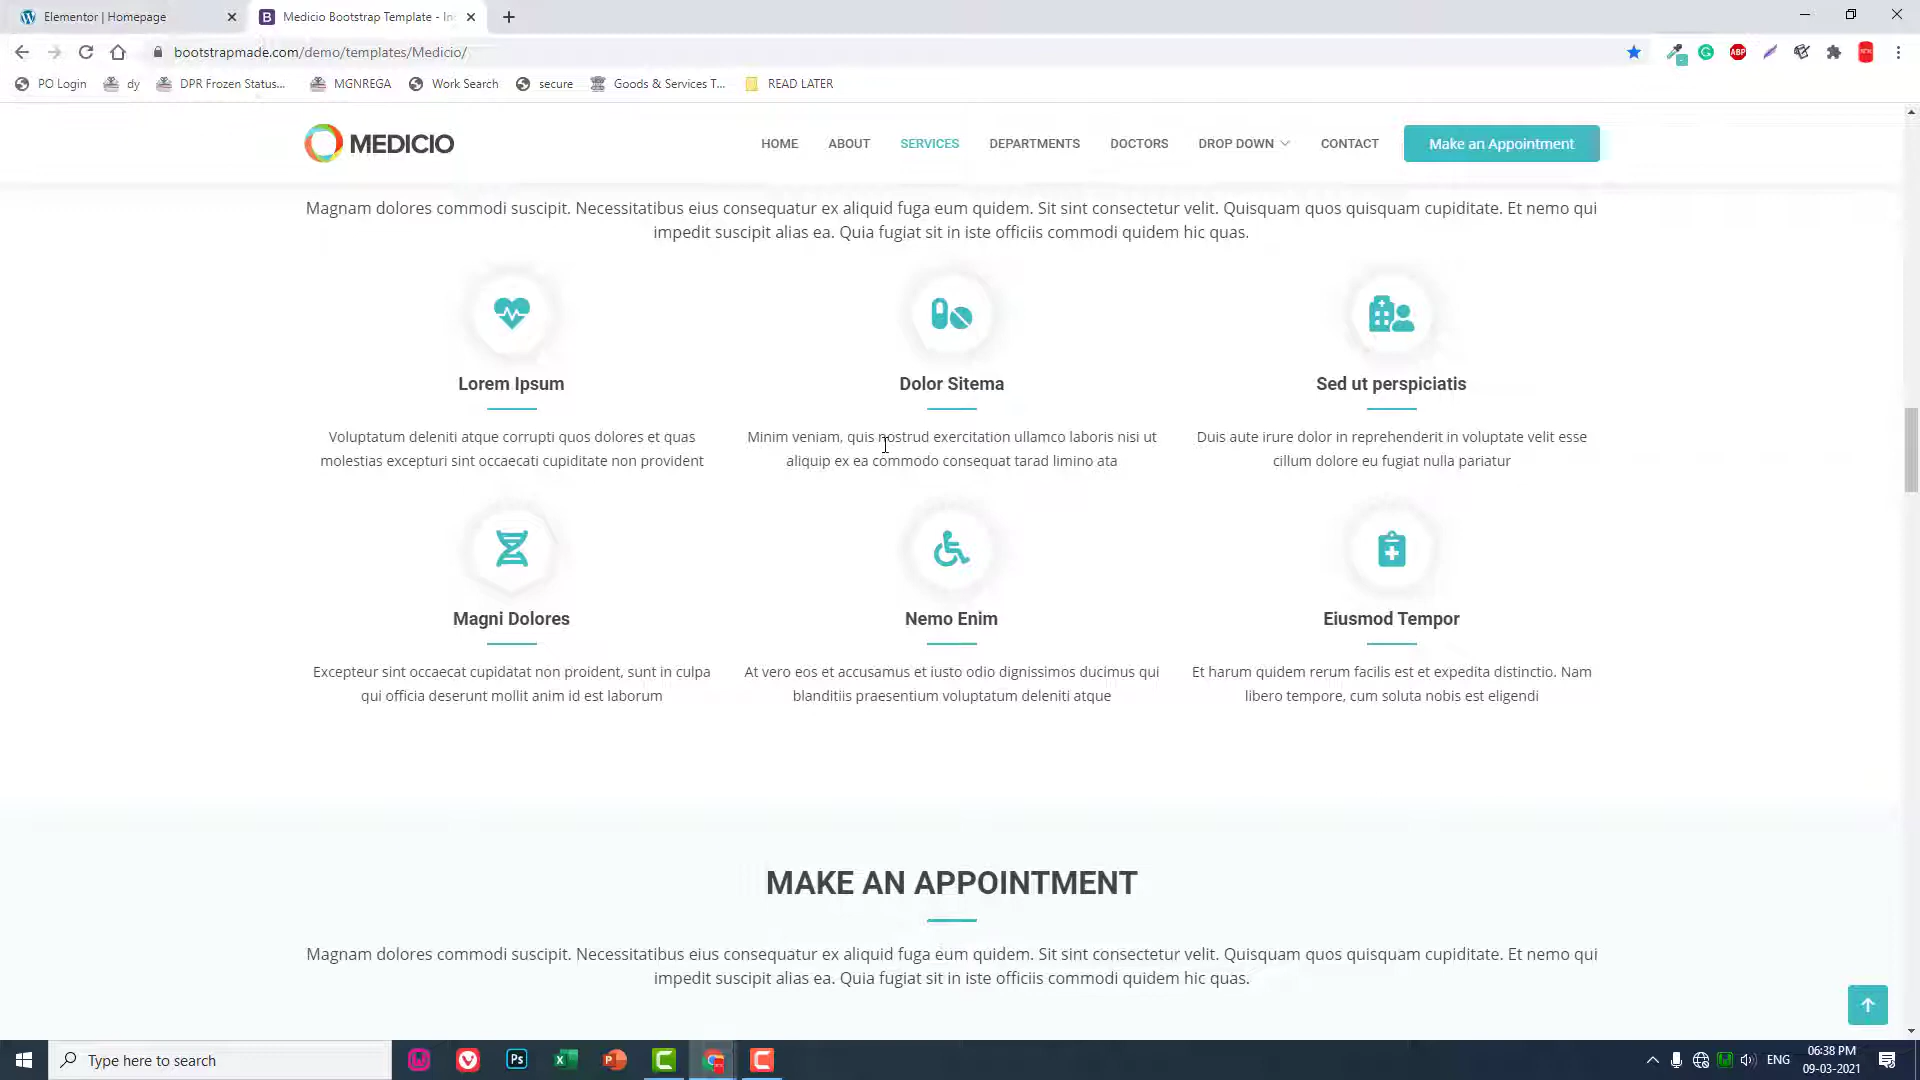 Elementor | Homepage
Medicio Bootstrap Template - In
bootstrapmade.com/demo/templates/Medicio/
ABP
PO Login
dy
DPR Frozen Status...
MGNREGA
Work Search
secure
Goods & Services T...
READ LATER
MEDICIO
HOME
ABOUT
SERVICES
DEPARTMENTS
DOCTORS
DROP DOWN
CONTACT
Make an Appointment
Magnam dolores commodi suscipit. Necessitatibus eius consequatur ex aliquid fuga eum quidem. Sit sint consectetur velit. Quisquam quos quisquam cupiditate. Et nemo qui
impedit suscipit alias ea. Quia fugiat sit in iste officiis commodi quidem hic quas.
Lorem Ipsum
Voluptatum deleniti atque corrupti quos dolores et quas
molestias excepturi sint occaecati cupiditate non provident
Dolor Sitema
Minim veniam, quis nostrud exercitation ullamco laboris nisi ut
aliquip ex ea commodo consequat tarad limino ata
Sed ut perspiciatis
Duis aute irure dolor in reprehenderit in voluptate velit esse
cillum dolore eu fugiat nulla pariatur
Magni Dolores
Excepteur sint occaecat cupidatat non proident, sunt in culpa
qui officia deserunt mollit anim id est laborum
Nemo Enim
At vero eos et accusamus et iusto odio dignissimos ducimus qui
blanditiis praesentium voluptatum deleniti atque
Eiusmod Tempor
Et harum quidem rerum facilis est et expedita distinctio. Nam
libero tempore, cum soluta nobis est eligendi
MAKE AN APPOINTMENT
Magnam dolores commodi suscipit. Necessitatibus eius consequatur ex aliquid fuga eum quidem. Sit sint consectetur velit. Quisquam quos quisquam cupiditate. Et nemo qui
impedit suscipit alias ea. Quia fugiat sit in iste officiis commodi quidem hic quas.
Type here to search
Ps
ENG
06:38 PM
09-03-2021